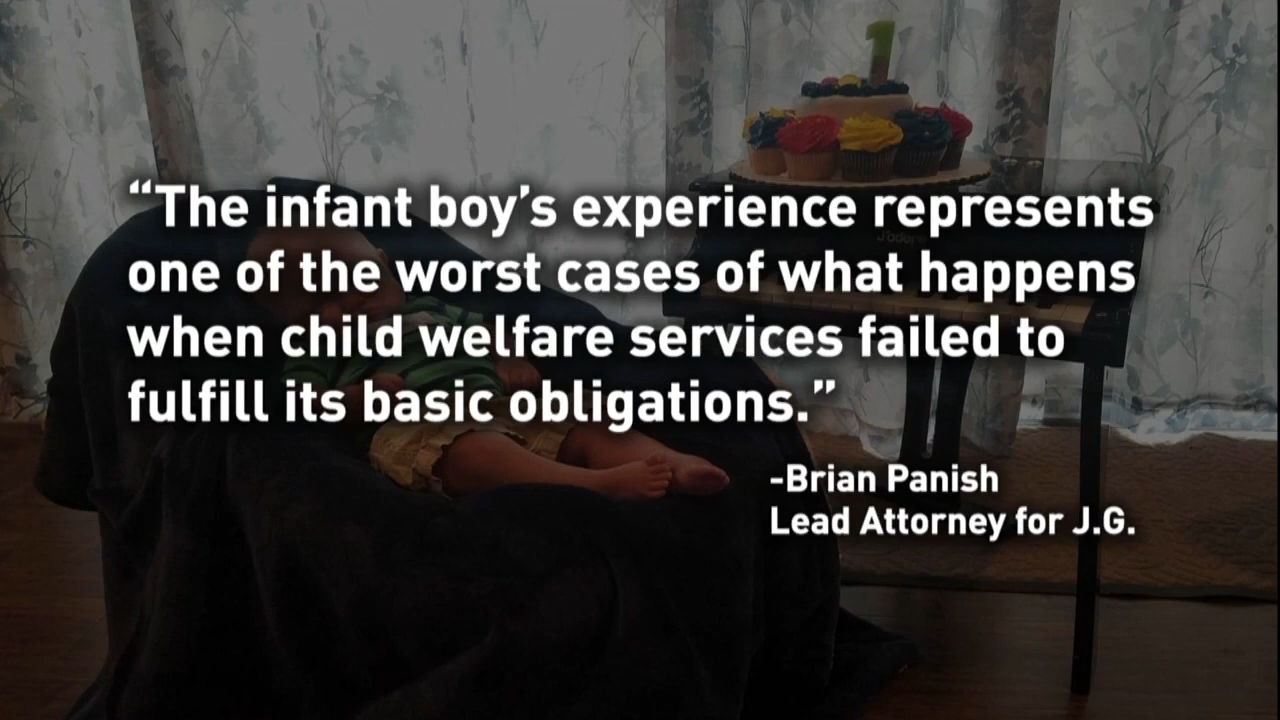 “The infant boy’s experience represents
one of the worst cases of what happens
when child welfare services failed to
fulfill its basic obligations.”
-Brian Panish
Lead Attorney for J.G.